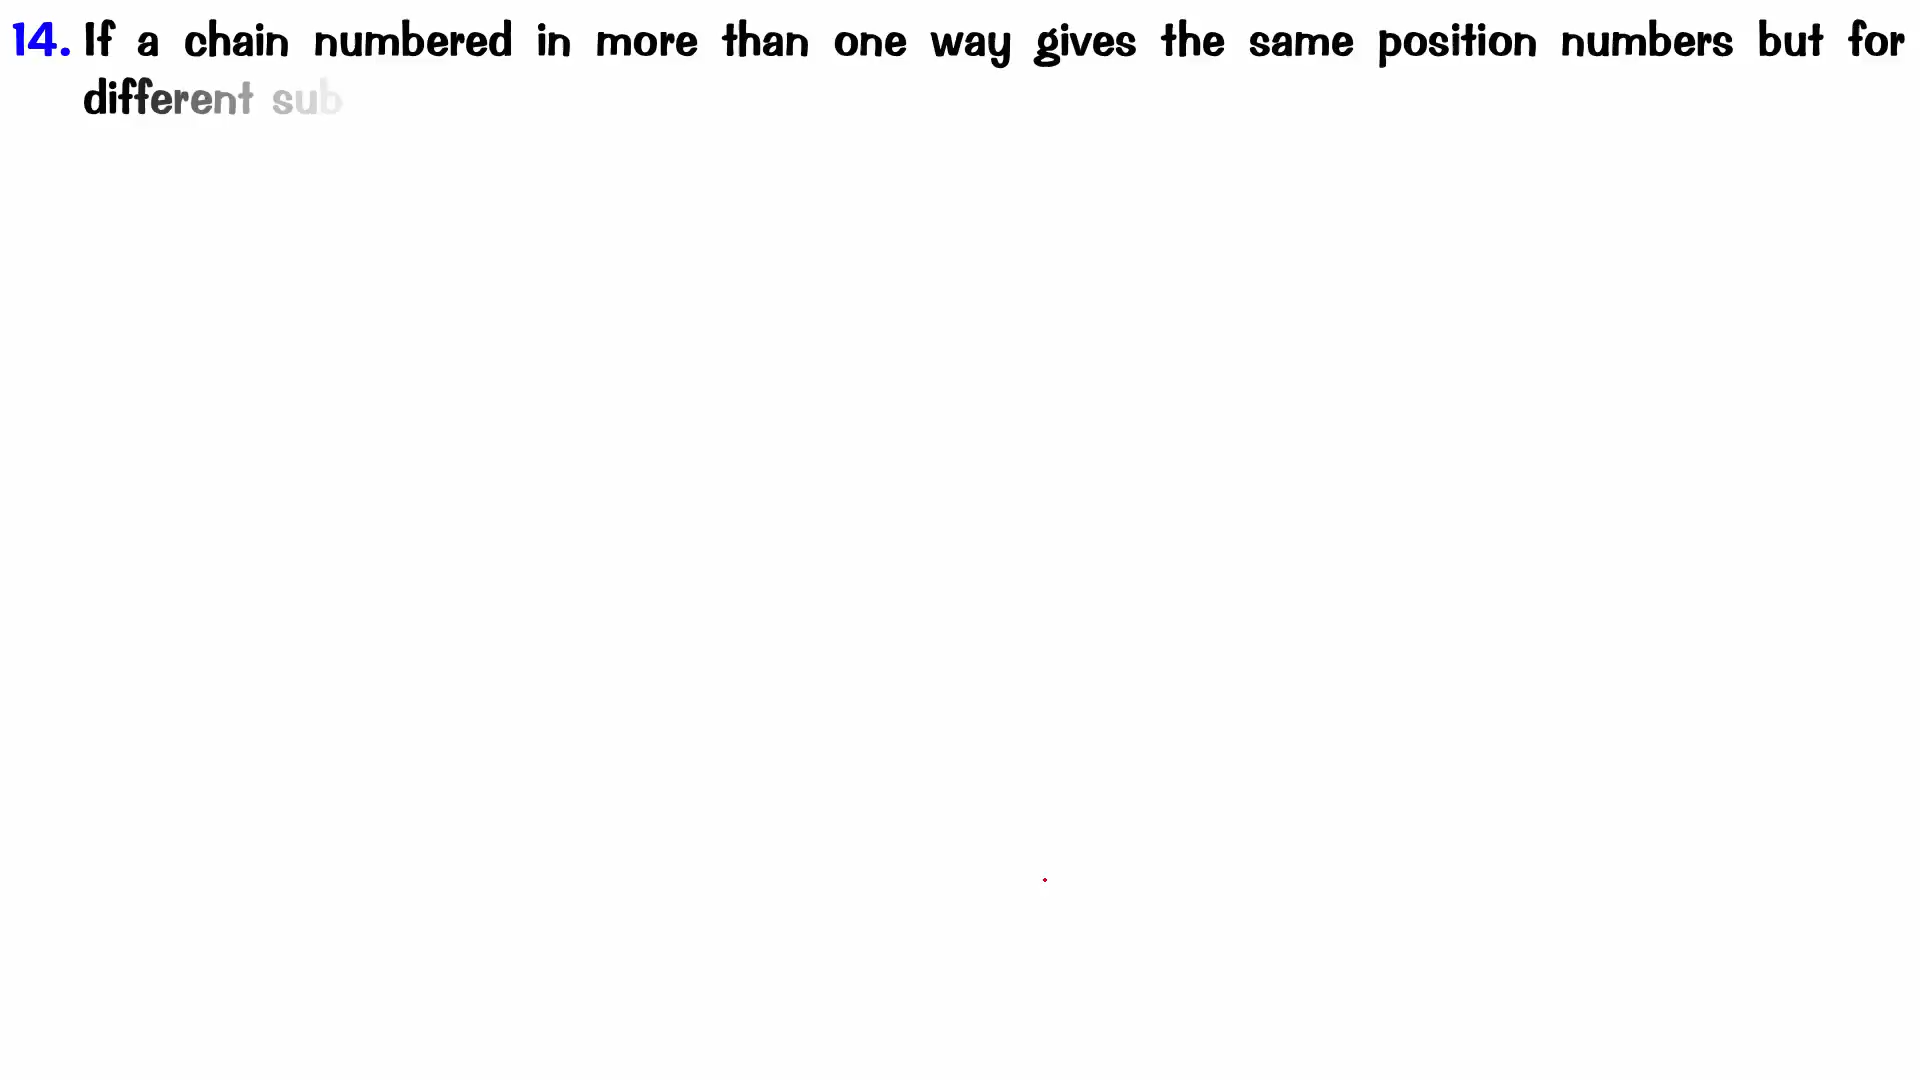 14. If a chain numbered in more than one way gives the same position numbers but for
different sub